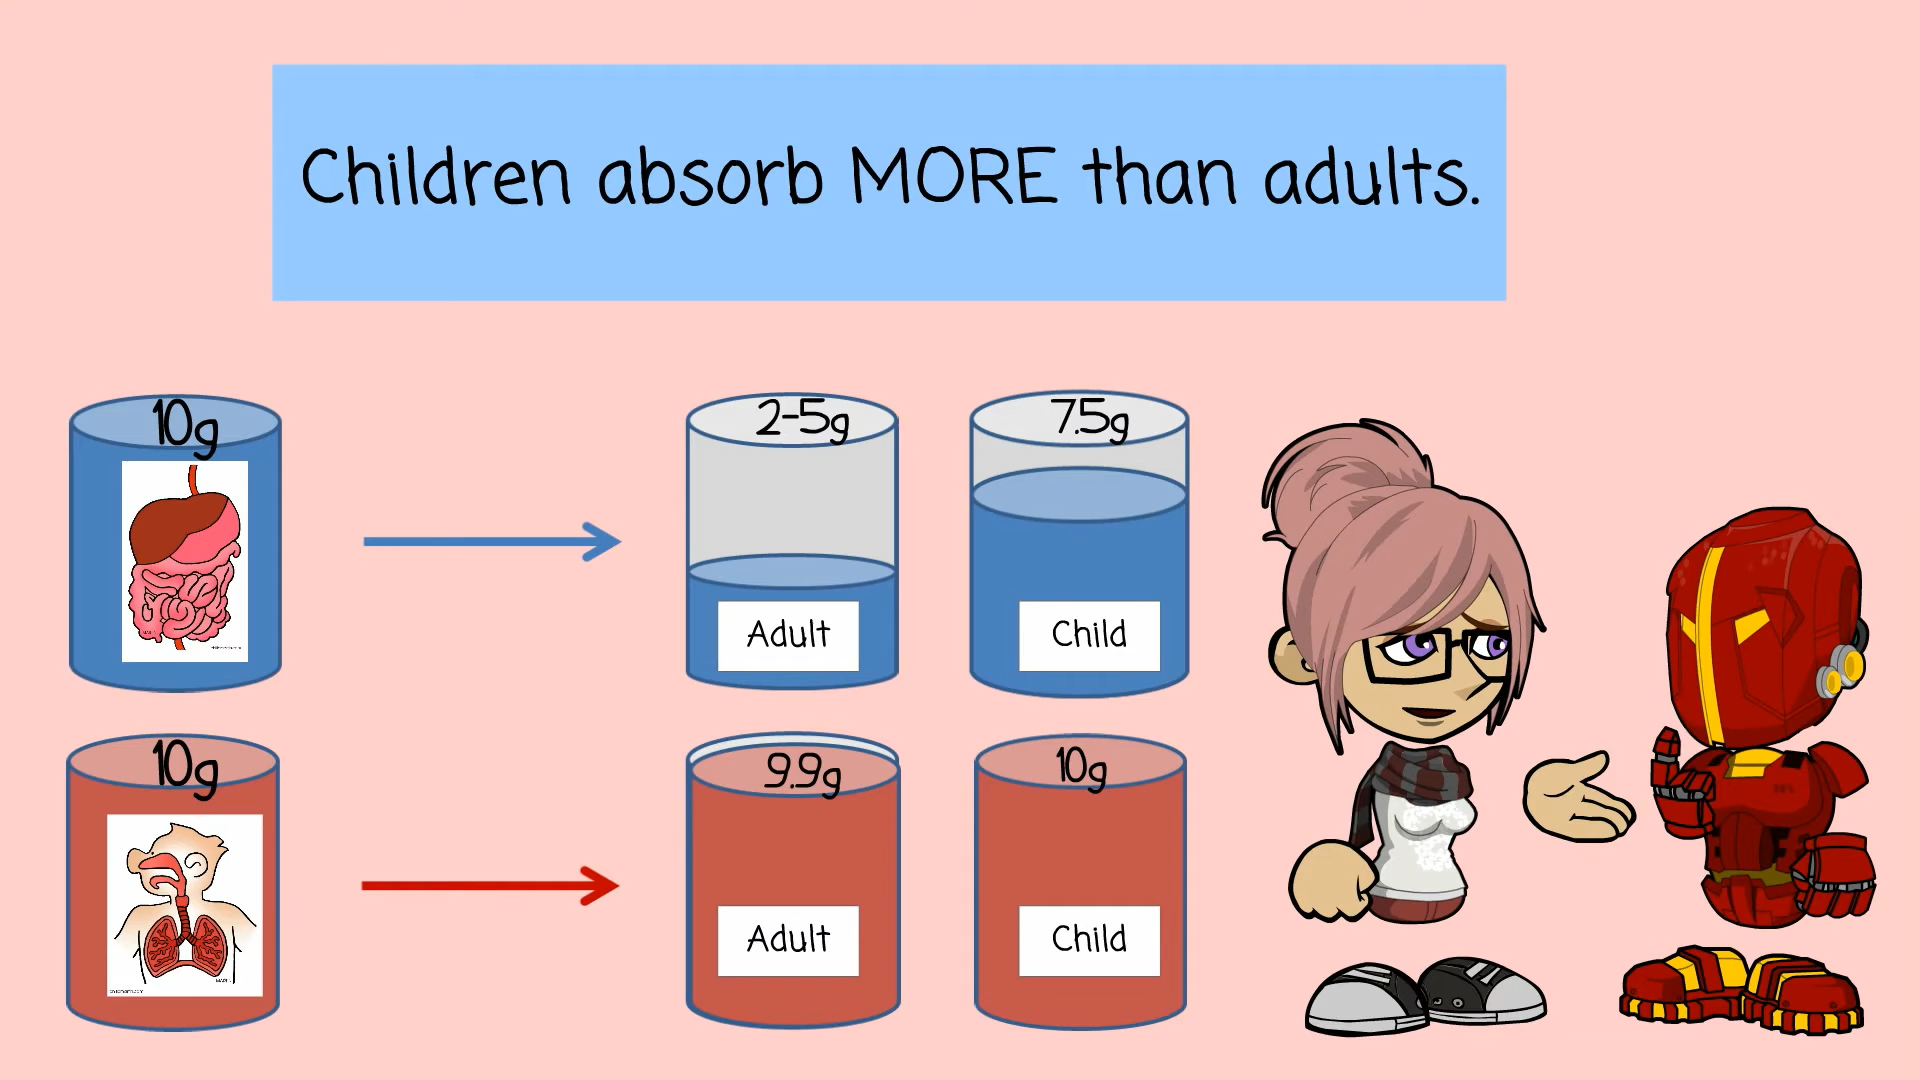 Children absorb MORE than adults.
10g
2-5g
7.5g
Adult
Child
10g
9.9g
10g
Adult
Child